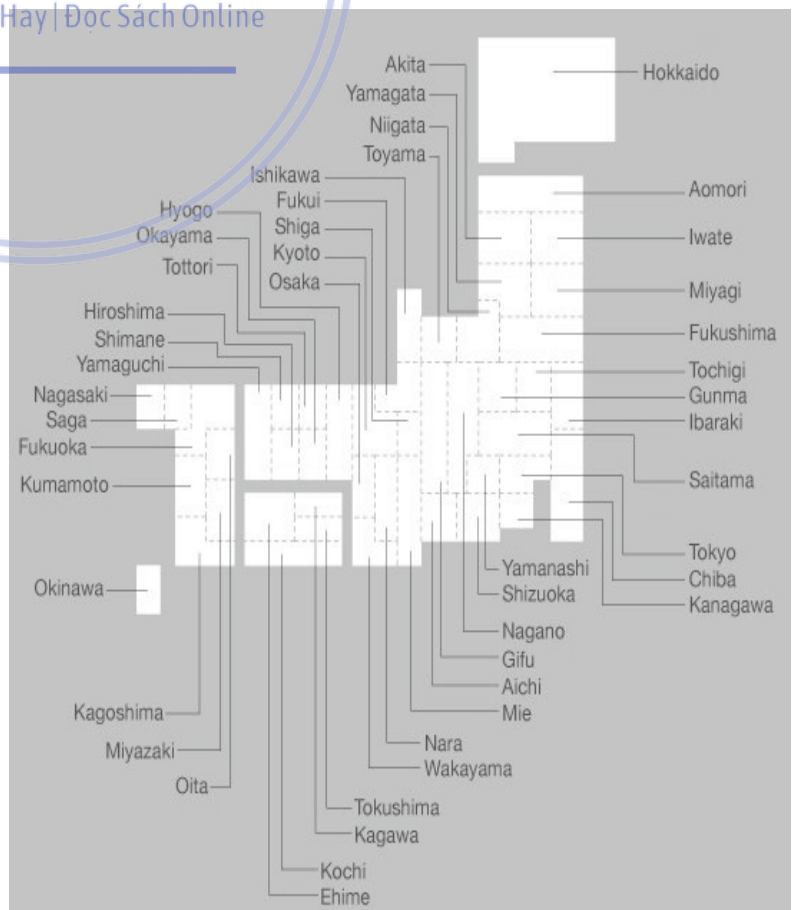 Hay | Đọc Sách Online
Akita
Hokkaido
Yamagata
Niigata
Toyama
Ishikawa
Fukui
Shiga
Kyoto
Osaka
Hyogo
Okayama
Tottori
Hiroshima
Shimane
Yamaguchi
Nagasaki
Saga
Fukuoka
Kumamoto
Okinawa
Aomori
Iwate
Miyagi
Fukushima
Tochigi
Gunma
Ibaraki
Saitama
Tokyo
Chiba
Kanagawa
Yamanashi
Shizuoka
Nagano
Gifu
Aichi
Mie
Nara
Wakayama
Kagoshima
Miyazaki
Oita
Tokushima
Kagawa
Kochi
Ehime